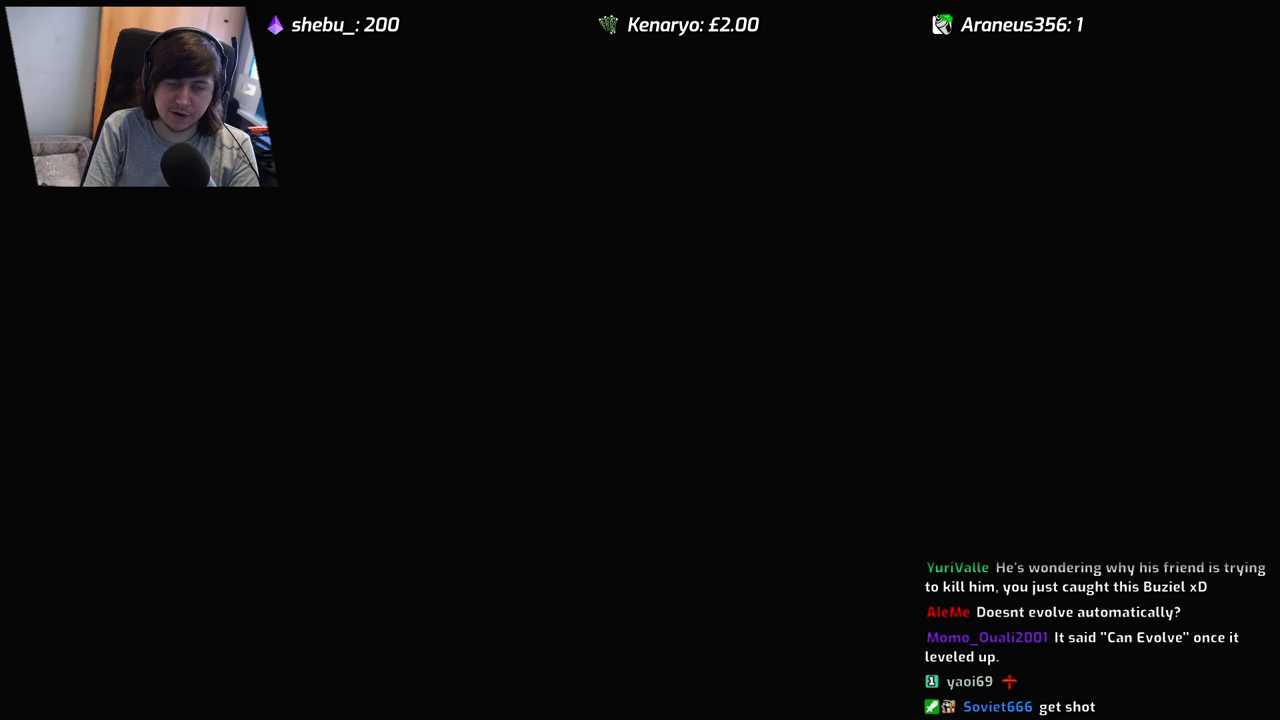 shebu_: 200
Kenaryo: £2.00
Araneus356: 1
YuriValle He's wondering why his friend is trying
to kill him, you just caught this Buziel xD
AleMe Doesnt evolve automatically?
Momo_Ouali2001 It said "Can Evolve" once it
leveled up.
1 yaoi69
Soviet666 get shot